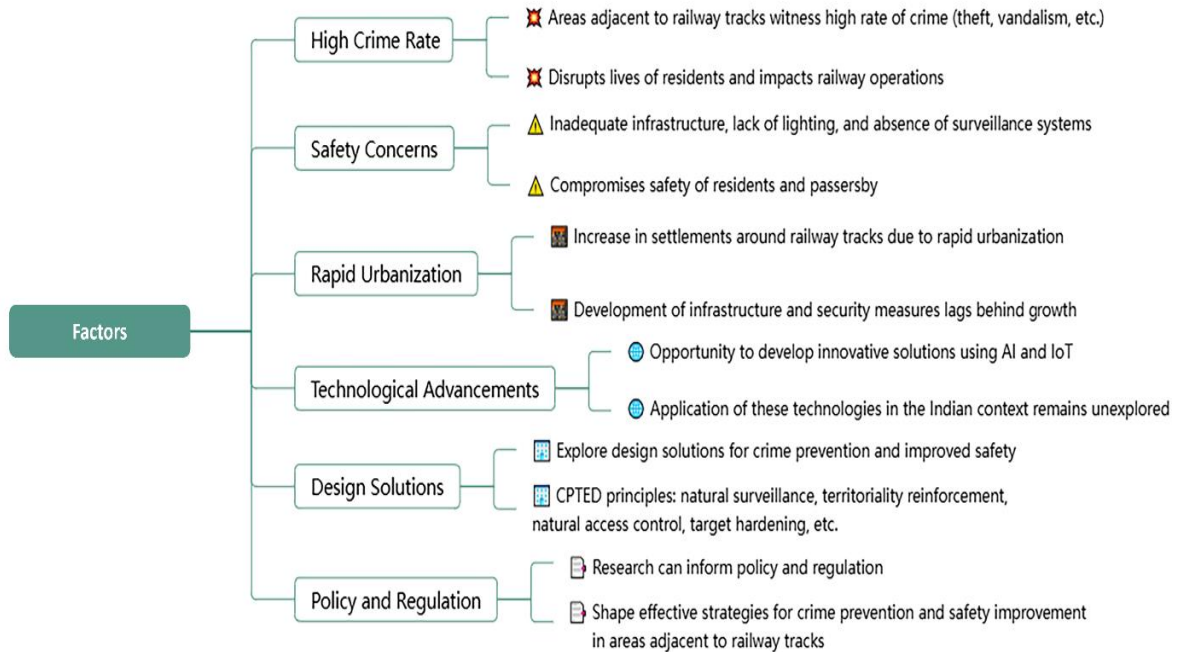 Factors
High Crime Rate
Areas adjacent to railway tracks witness high rate of crime (theft, vandalism, etc.)
Disrupts lives of residents and impacts railway operations
Safety Concerns
Inadequate infrastructure, lack of lighting, and absence of surveillance systems
Compromises safety of residents and passersby
Rapid Urbanization
Increase in settlements around railway tracks due to rapid urbanization
Development of infrastructure and security measures lags behind growth
Technological Advancements
Opportunity to develop innovative solutions using AI and IoT
Application of these technologies in the Indian context remains unexplored
Design Solutions
Explore design solutions for crime prevention and improved safety
CPTED principles: natural surveillance, territoriality reinforcement,
natural access control, target hardening, etc.
Policy and Regulation
Research can inform policy and regulation
Shape effective strategies for crime prevention and safety improvement
in areas adjacent to railway tracks